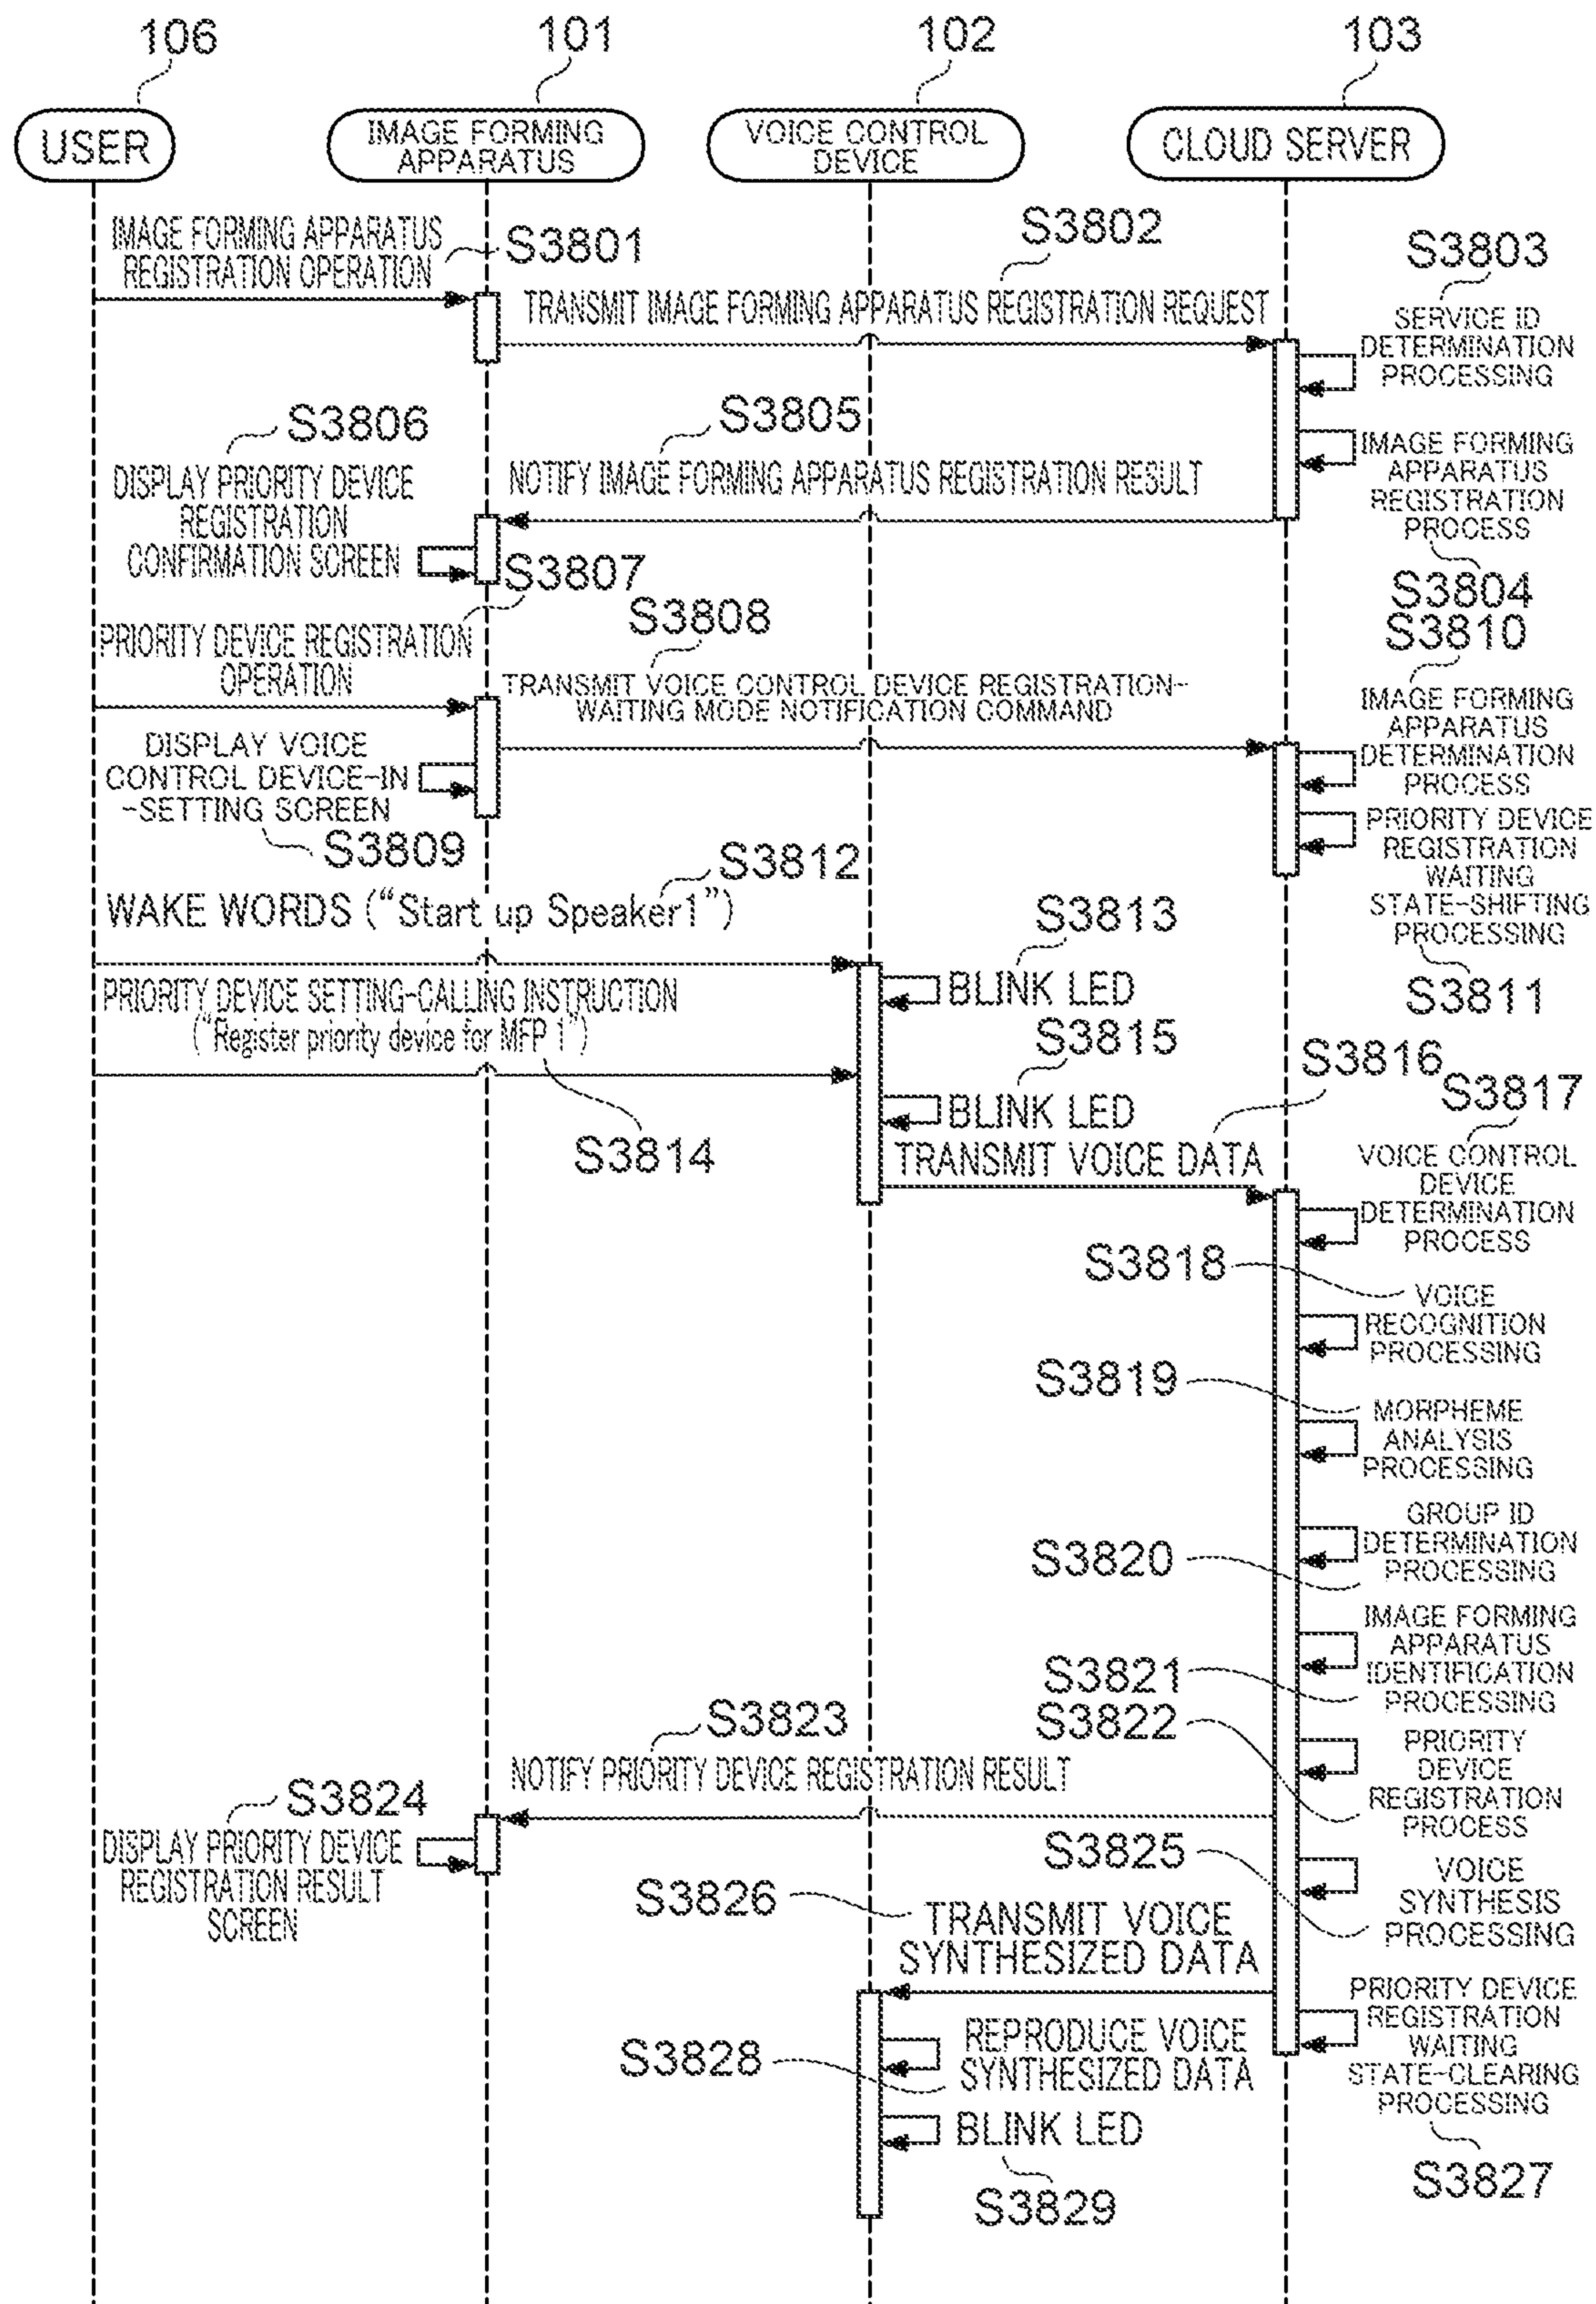 106
101
102
103
USER
IMAGE FORMING
APPARATUS
VOICE CONTROL
DEVICE
CLOUD SERVER
IMAGE FORMING APPARATUS
REGISTRATION OPERATION
S3801
S3802
TRANSMIT IMAGE FORMING APPARATUS REGISTRATION REQUEST
S3803
SERVICE ID
DETERMINATION
PROCESSING
S3806
DISPLAY PRIORITY DEVICE
REGISTRATION
CONFIRMATION SCREEN
S3805
NOTIFY IMAGE FORMING APPARATUS REGISTRATION RESULT
IMAGE FORMING
APPARATUS
REGISTRATION
PROCESS
S3804
S3807
PRIORITY DEVICE REGISTRATION
OPERATION
S3808
TRANSMIT VOICE CONTROL DEVICE REGISTRATION-
WAITING MODE NOTIFICATION COMMAND
S3810
IMAGE FORMING
APPARATUS
DETERMINATION
PROCESS
DISPLAY VOICE
CONTROL DEVICE-IN
-SETTING SCREEN
S3809
PRIORITY DEVICE
REGISTRATION
WAITING
STATE-SHIFTING
PROCESSING
S3811
S3812
WAKE WORDS ("Start up Speaker1")
S3813
BLINK LED
PRIORITY DEVICE SETTING-CALLING INSTRUCTION
("Register priority device for MFP 1")
S3814
S3815
BLINK LED
S3816
TRANSMIT VOICE DATA
S3817
VOICE CONTROL
DEVICE
DETERMINATION
PROCESS
S3818
VOICE
RECOGNITION
PROCESSING
S3819
MORPHEME
ANALYSIS
PROCESSING
S3820
GROUP ID
DETERMINATION
PROCESSING
S3821
IMAGE FORMING
APPARATUS
IDENTIFICATION
PROCESSING
S3822
PRIORITY
DEVICE
REGISTRATION
PROCESS
S3823
NOTIFY PRIORITY DEVICE REGISTRATION RESULT
S3824
DISPLAY PRIORITY DEVICE
REGISTRATION RESULT
SCREEN
S3825
VOICE
SYNTHESIS
PROCESSING
S3826
TRANSMIT VOICE
SYNTHESIZED DATA
PRIORITY DEVICE
REGISTRATION
WAITING
STATE-CLEARING
PROCESSING
S3827
S3828
REPRODUCE VOICE
SYNTHESIZED DATA
BLINK LED
S3829